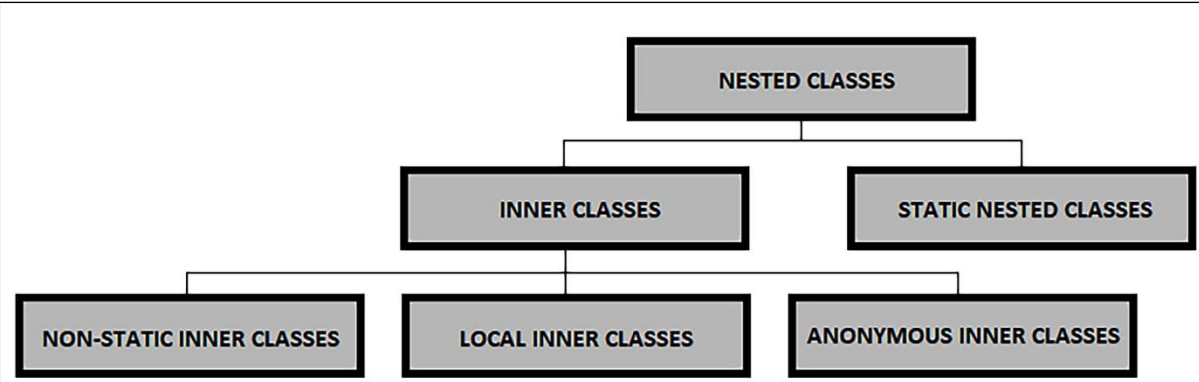 NESTED CLASSES
INNER CLASSES
STATIC NESTED CLASSES
NON-STATIC INNER CLASSES
LOCAL INNER CLASSES
ANONYMOUS INNER CLASSES